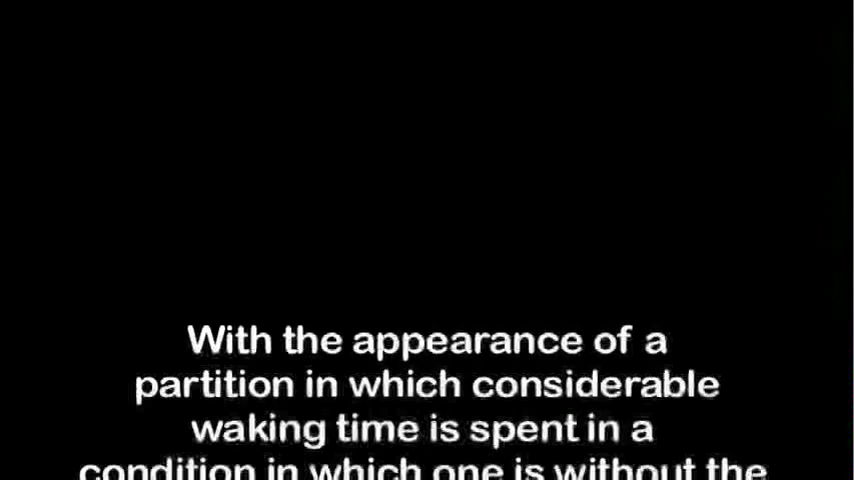 With the appearance of a
partition in which considerable
waking time is spent in a
condition in which one is without the